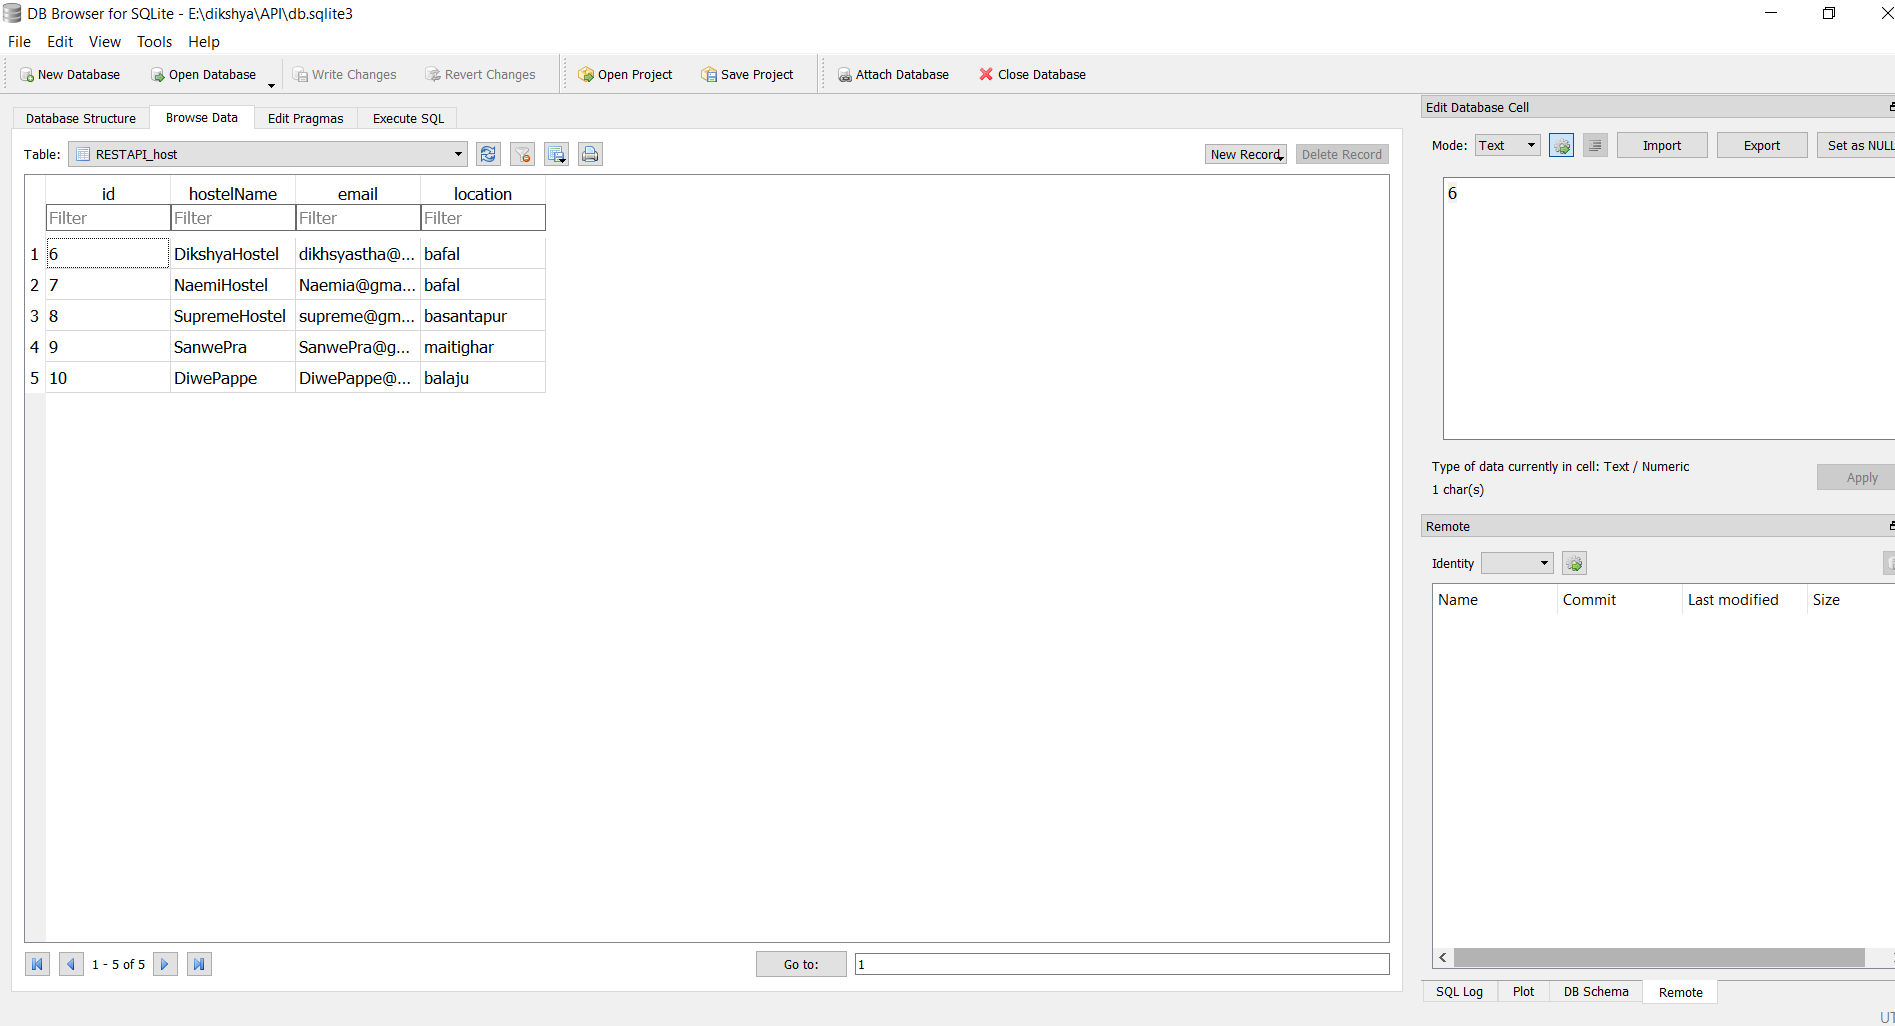 DB Browser for SQLite - E:\dikshya\API\db.sqlite3
File Edit View Tools Help
New Database Open Database Write Changes Revert Changes Open Project Save Project Attach Database Close Database
Database Structure Browse Data Edit Pragmas Execute SQL
Table: RESTAPI_host New Record Delete Record
id hostelName email location
Filter Filter Filter Filter
1 6 DikshyaHostel dikhsyastha@... bafal
2 7 NaemiHostel Naemia@gma... bafal
3 8 SupremeHostel supreme@gm... basantapur
4 9 SanwePra SanwePra@g... maitighar
5 10 DiwePappe DiwePappe@... balaju
1 - 5 of 5 Go to: 1
Edit Database Cell
Mode: Text Import Export Set as NULL
6
Type of data currently in cell: Text / Numeric
1 char(s)
Apply
Remote
Identity
Name Commit Last modified Size
SQL Log Plot DB Schema Remote